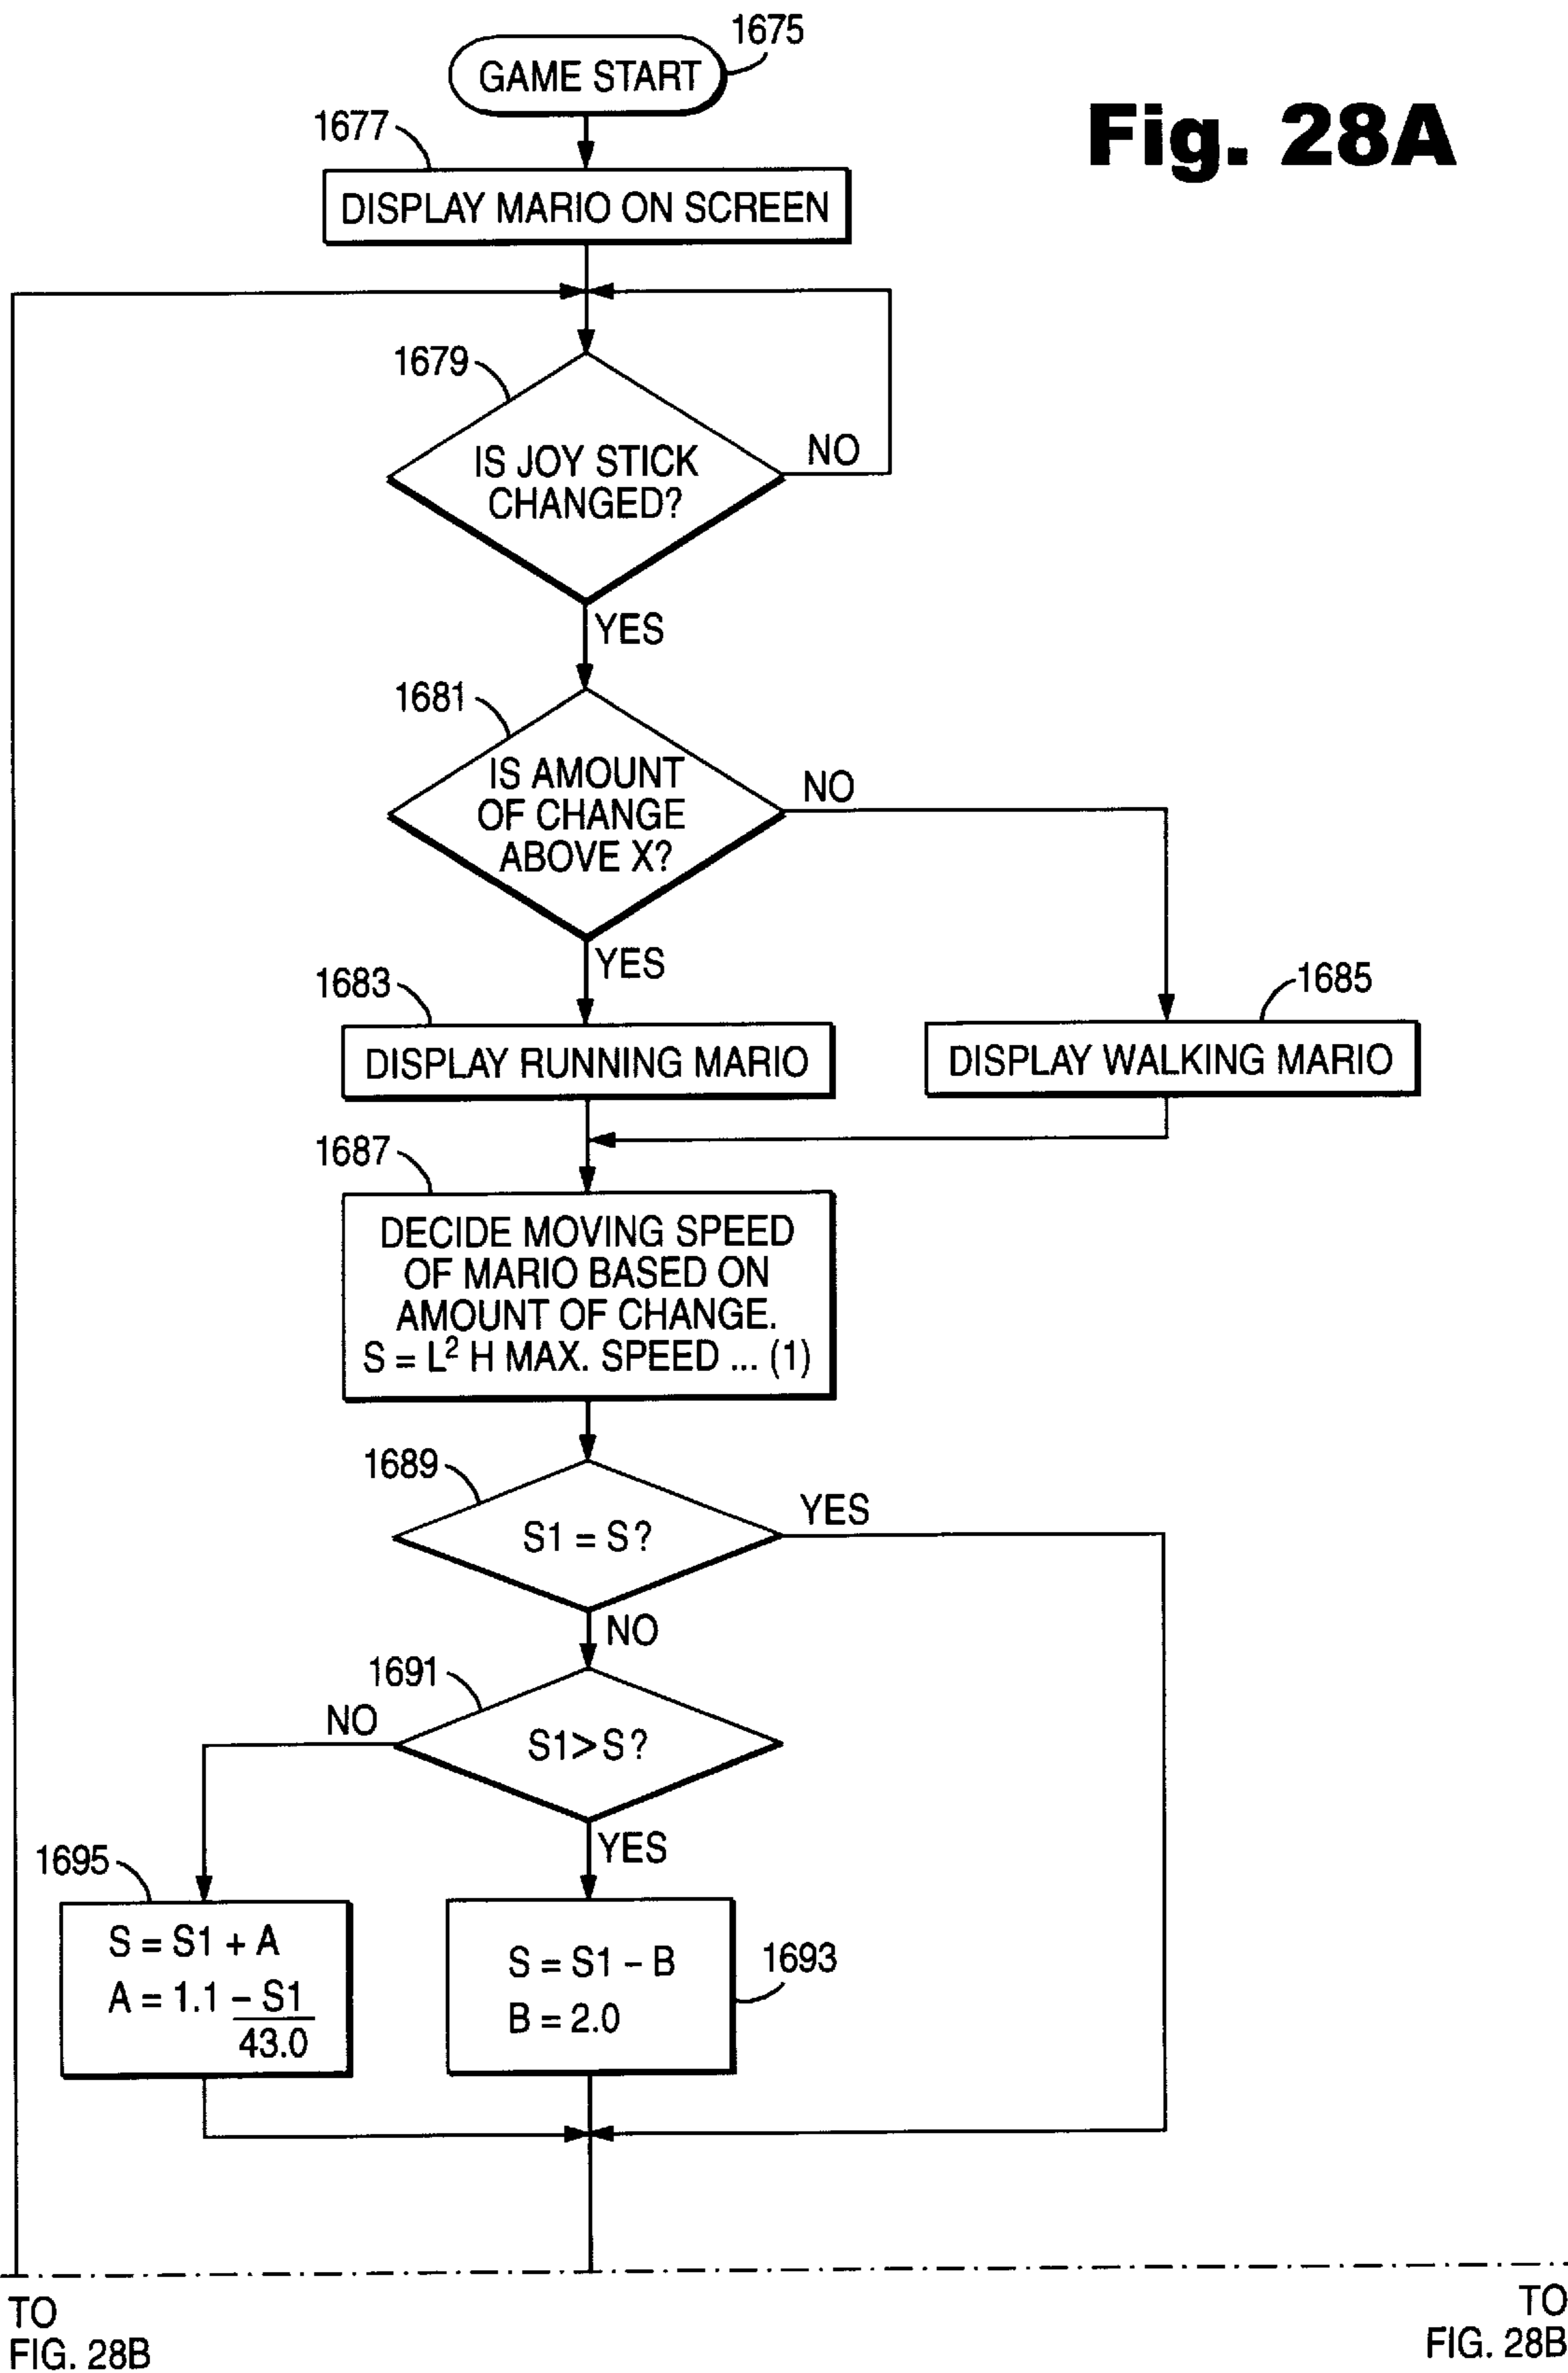 1675
GAME START
Fig. 28A
1677
DISPLAY MARIO ON SCREEN
1679
IS JOY STICK
CHANGED?
NO
YES
1681
IS AMOUNT
OF CHANGE
ABOVE X?
NO
YES
1683
DISPLAY RUNNING MARIO
1685
DISPLAY WALKING MARIO
1687
DECIDE MOVING SPEED
OF MARIO BASED ON
AMOUNT OF CHANGE.
S = L² H MAX. SPEED ... (1)
1689
S1 = S?
YES
NO
1691
S1> S?
NO
YES
1695
S = S1 + A
A = 1.1 – S1
43.0
S = S1 – B
B = 2.0
1693
TO
FIG. 28B
TO
FIG. 28B